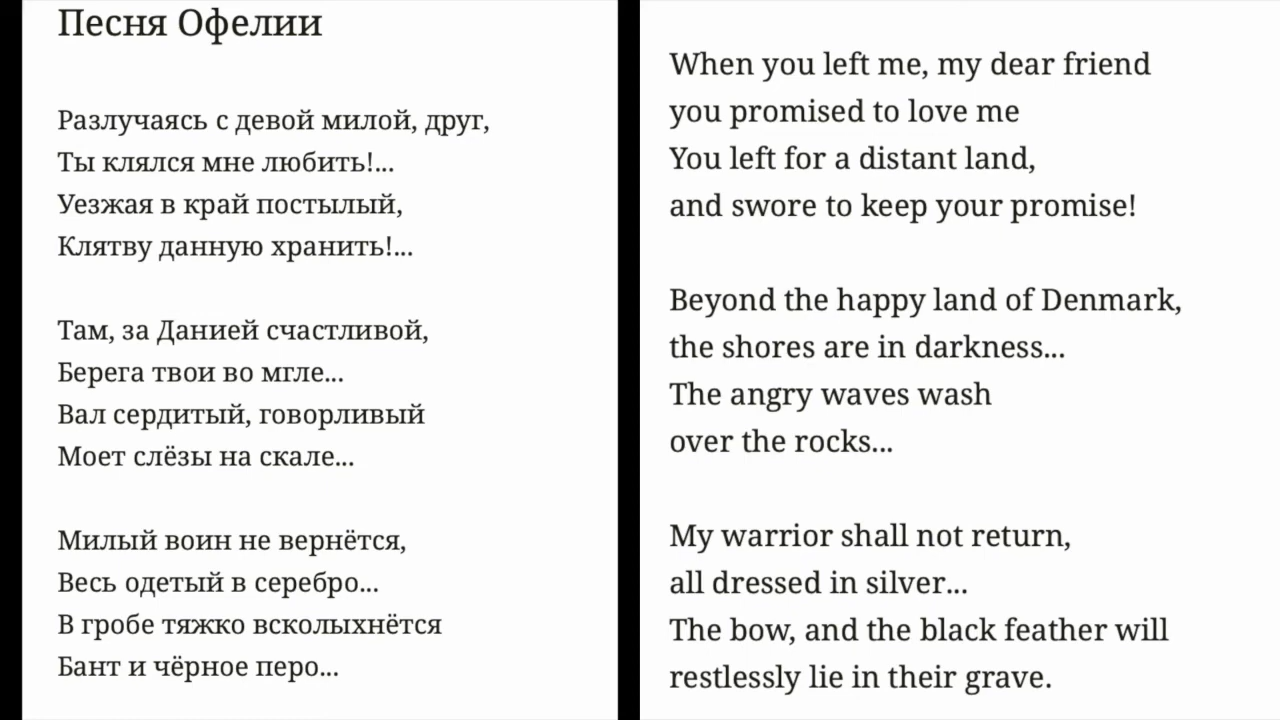 Песня Офелии
Разлучаясь с девой милой, друг,
Ты клялся мне любить!...
Уезжая в край постылый,
Клятву данную хранить!...
Там, за Данией счастливой,
Берега твои во мгле...
Вал сердитый, говорливый
Моет слёзы на скале...
Милый воин не вернётся,
Весь одетый в серебро...
В гробе тяжко всколыхнётся
Бант и чёрное перо...
When you left me, my dear friend
you promised to love me
You left for a distant land,
and swore to keep your promise!
Beyond the happy land of Denmark,
the shores are in darkness...
The angry waves wash
over the rocks...
My warrior shall not return,
all dressed in silver...
The bow, and the black feather will
restlessly lie in their grave.